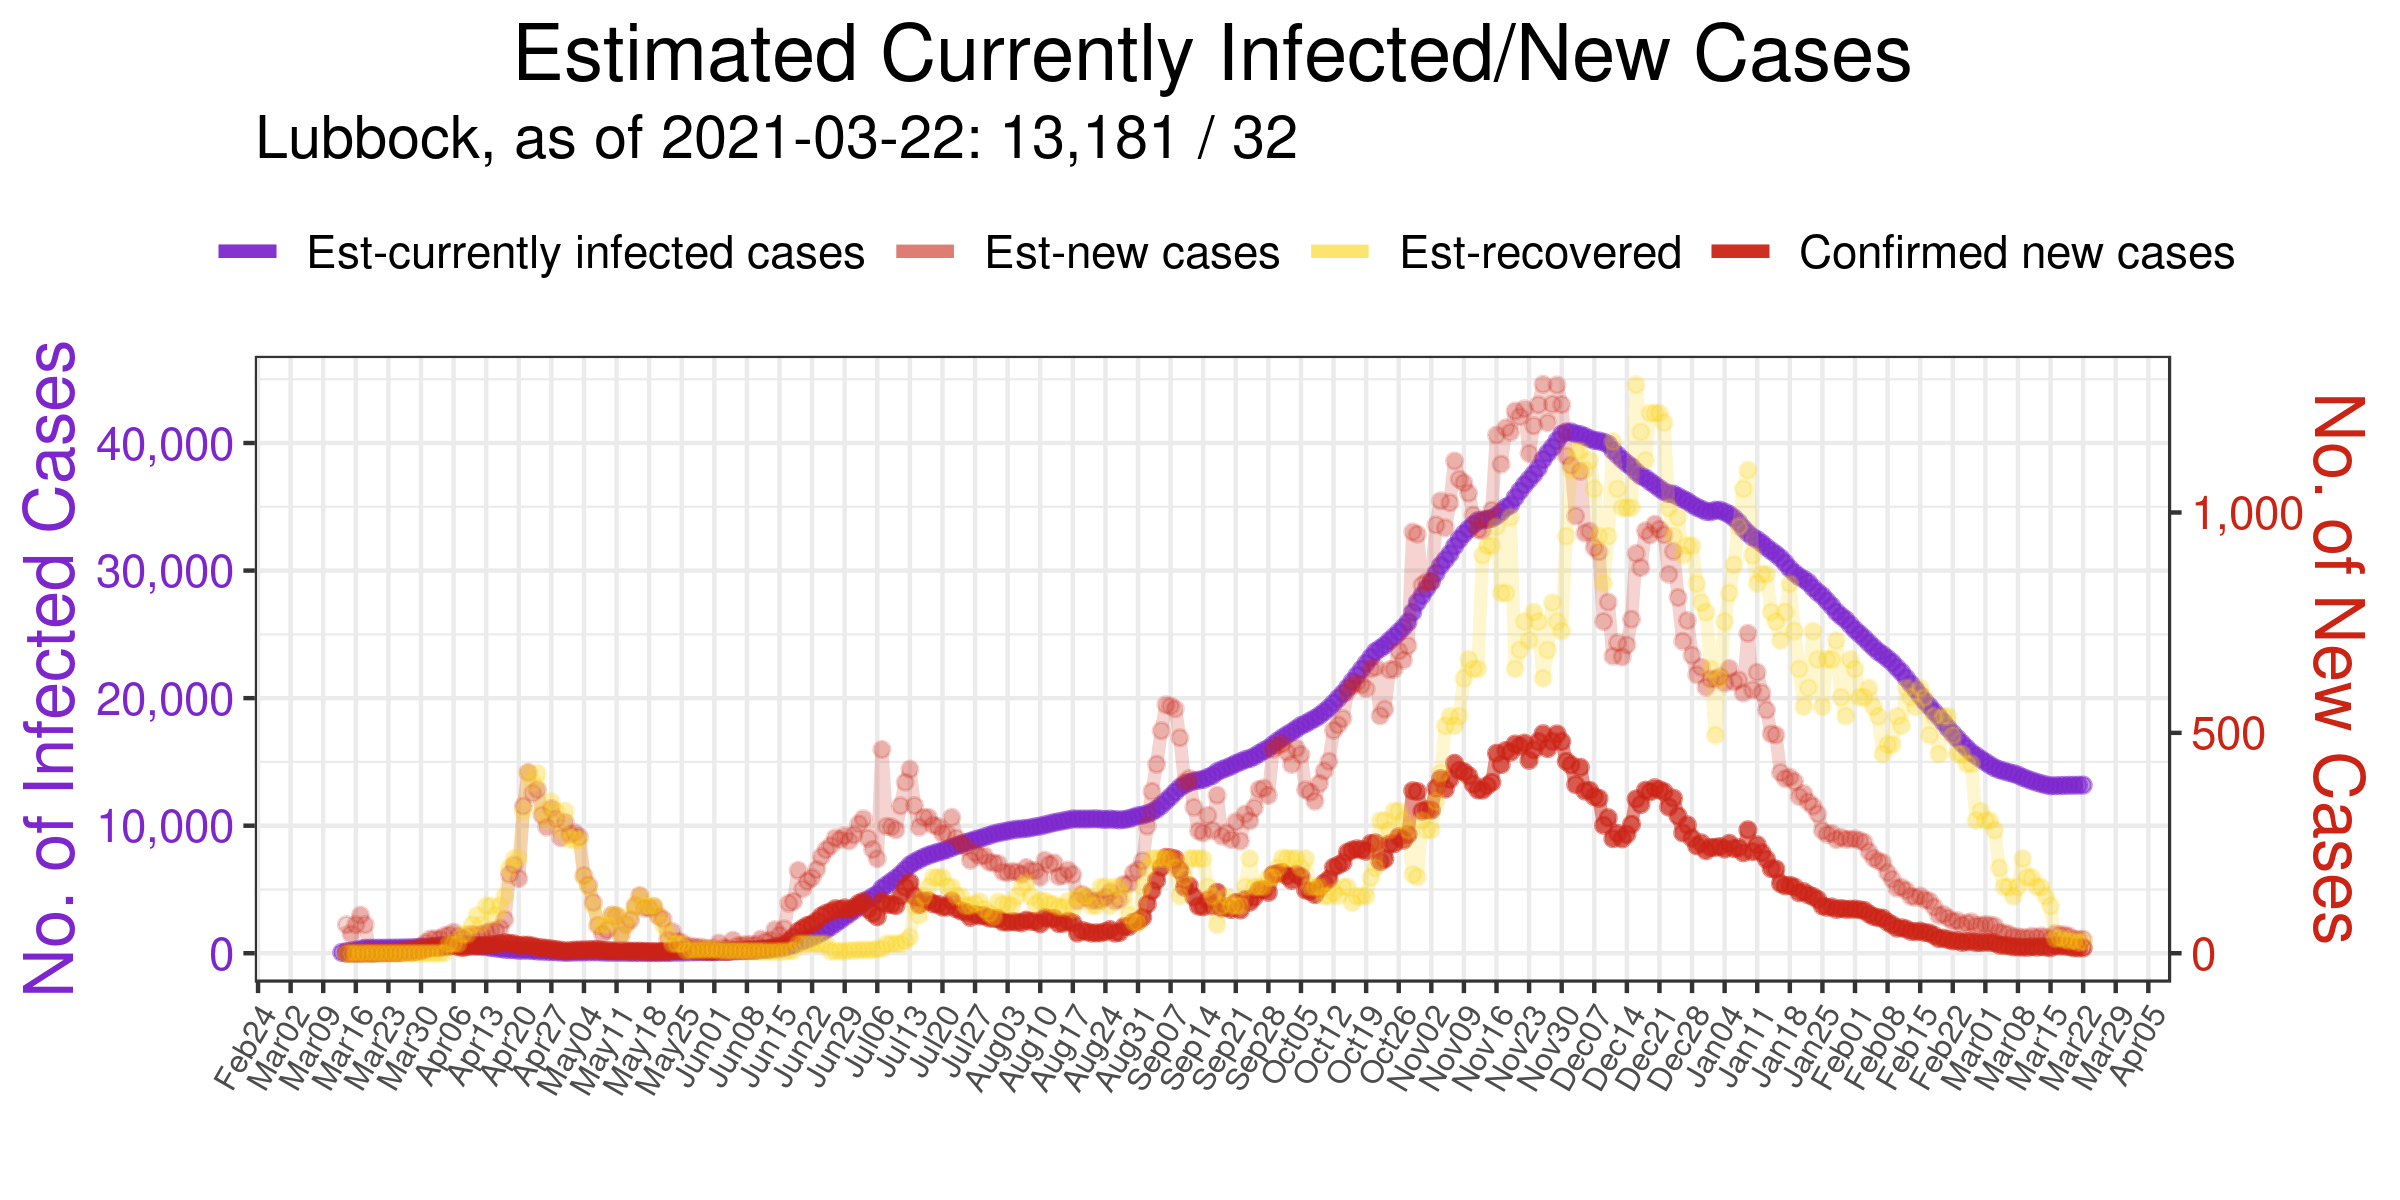 Estimated Currently Infected/New Cases
Lubbock, as of 2021-03-22: 13,181 / 32
Est-currently infected cases Est-new cases Est-recovered Confirmed new cases
No. of Infected Cases
40,000
30,000
20,000
10,000
0
No. of New Cases
1,000
500
0
Feb24 Mar02 Mar09 Mar16 Mar23 Mar30 Apr06 Apr13 Apr20 Apr27 May04 May11 May18 May25 Jun01 Jun08 Jun15 Jun22 Jun29 Jul06 Jul13 Jul20 Jul27 Aug03 Aug10 Aug17 Aug24 Aug31 Sep07 Sep14 Sep21 Sep28 Oct05 Oct12 Oct19 Oct26 Nov02 Nov09 Nov16 Nov23 Nov30 Dec07 Dec14 Dec21 Dec28 Jan04 Jan11 Jan18 Jan25 Feb01 Feb08 Feb15 Feb22 Mar01 Mar08 Mar15 Mar22 Mar29 Apr05